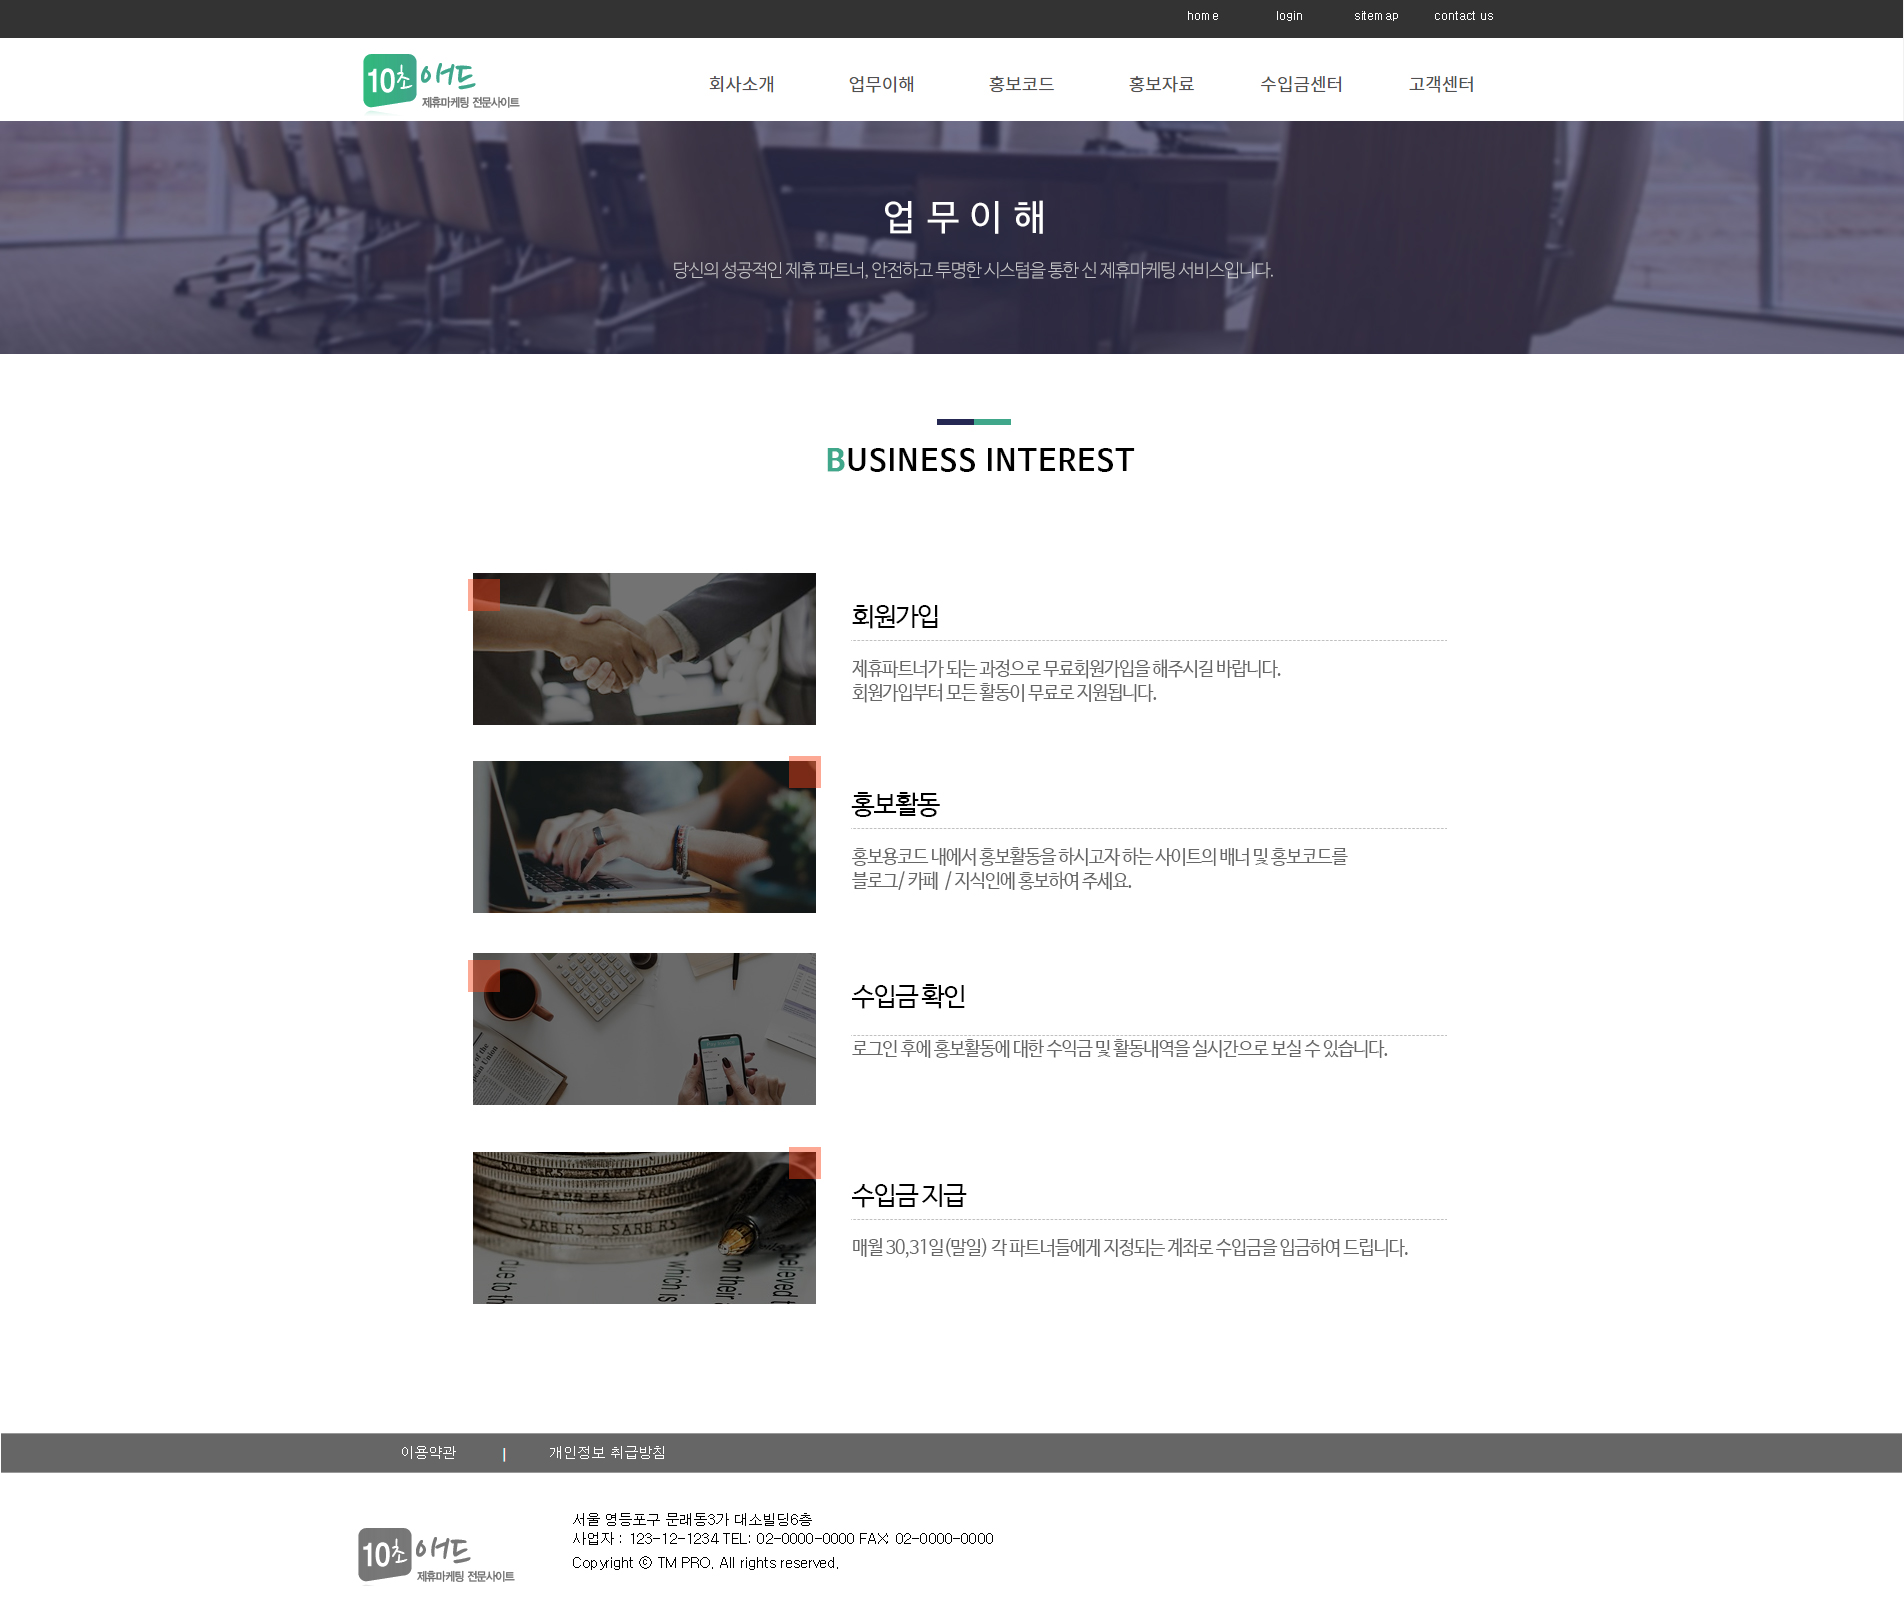 home login sitemap contact us
10초애드
제휴마케팅 전문사이트
회사소개 업무이해 홍보코드 홍보자료 수입금센터 고객센터
업무이해
당신의 성공적인 제휴 파트너, 안전하고 투명한 시스템을 통한 신 제휴마케팅 서비스입니다.
BUSINESS INTEREST
회원가입
제휴파트너가 되는 과정으로 무료회원가입을 해주시길 바랍니다.
회원가입부터 모든 활동이 무료로 지원됩니다.
홍보활동
홍보용코드 내에서 홍보활동을 하시고자 하는 사이트의 배너 및 홍보코드를
블로그/ 카페 / 지식인에 홍보하여 주세요.
수입금 확인
로그인 후에 홍보활동에 대한 수익금 및 활동내역을 실시간으로 보실 수 있습니다.
수입금 지급
매월 30,31일(말일) 각 파트너들에게 지정되는 계좌로 수입금을 입금하여 드립니다.
SARB R5 SARB R5
due to th
which is
on their
believed t
이용약관 | 개인정보 취급방침
10초애드
제휴마케팅 전문사이트
서울 영등포구 문래동3가 대소빌딩6층
사업자 : 123-12-1234 TEL: 02-0000-0000 FAX: 02-0000-0000
Copyright ⓒ TM PRO. All rights reserved.